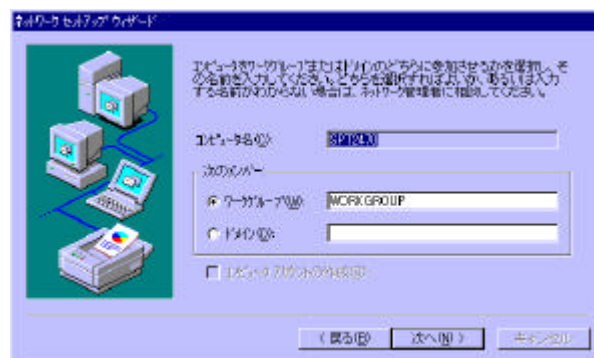 ネットワーク セットアップ ウィザード
コンピュータをワークグループまたはドメインのどちらに参加させるかを選択し、そ
の名前を入力してください。どちらを選択すればよいか、あるいは入力
する名前がわからない場合は、ネットワーク管理者に相談してください。
コンピュータ名(C):
次のメンバー
ワークグループ(W):
WORKGROUP
ドメイン(D):
< 戻る(B)
次へ(N) >
キャンセル